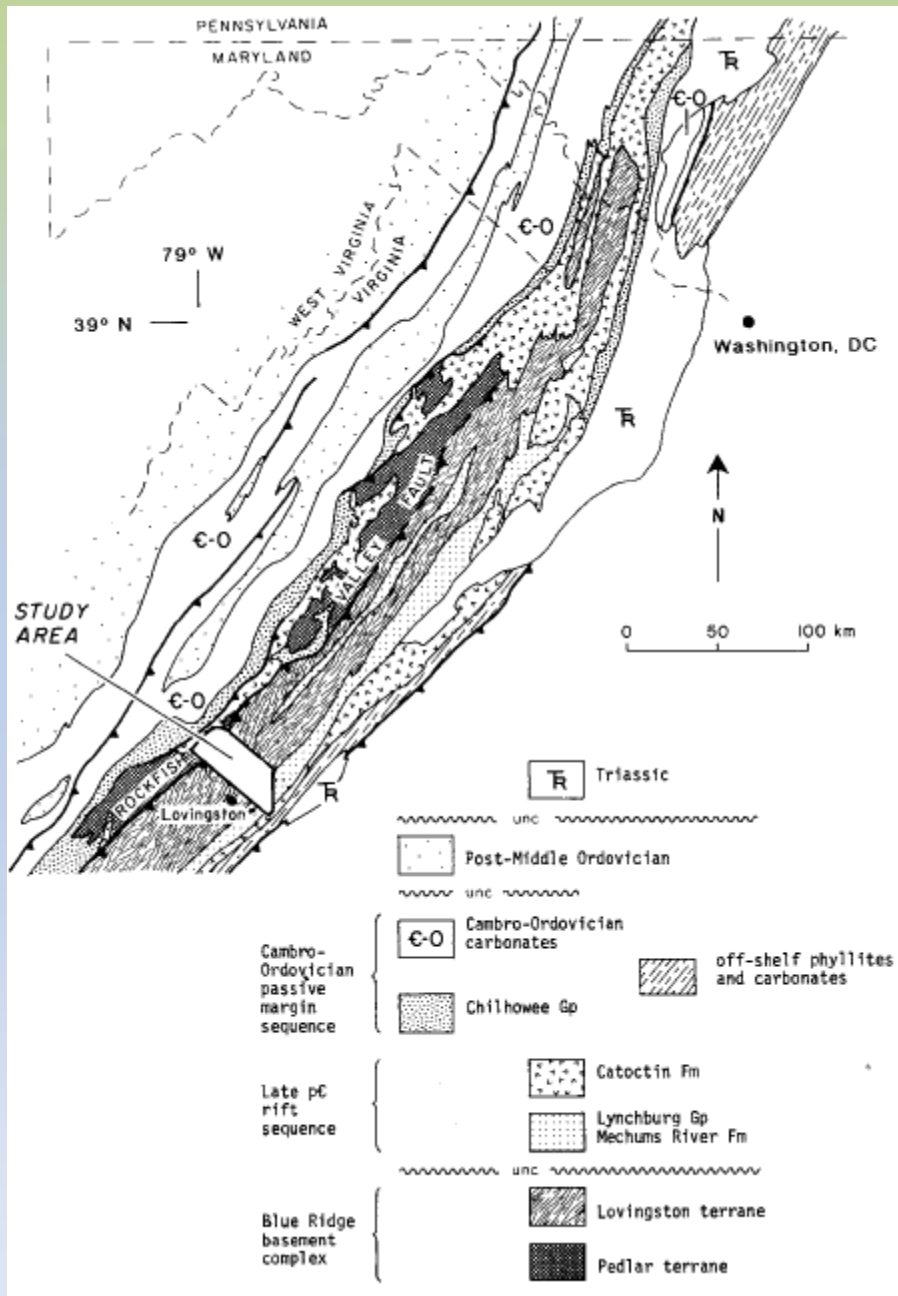 PENNSYLVANIA
MARYLAND
Ŧ
Є-O
WEST VIRGINIA
VIRGINIA
Є-O
79° W
39° N
Washington, DC
Ŧ
FAULT
VALLEY
Є-O
N
STUDY
AREA
0 50 100 km
Є-O
ROCKFISH
Lovingston
Ŧ
Ŧ Triassic
unc
Post-Middle Ordovician
unc
Cambro-
Ordovician
passive
margin
sequence
Є-O Cambro-Ordovician
carbonates
off-shelf phyllites
and carbonates
Chilhowee Gp
Late pЄ
rift
sequence
Catoctin Fm
Lynchburg Gp
Mechums River Fm
unc
Blue Ridge
basement
complex
Lovingston terrane
Pedlar terrane